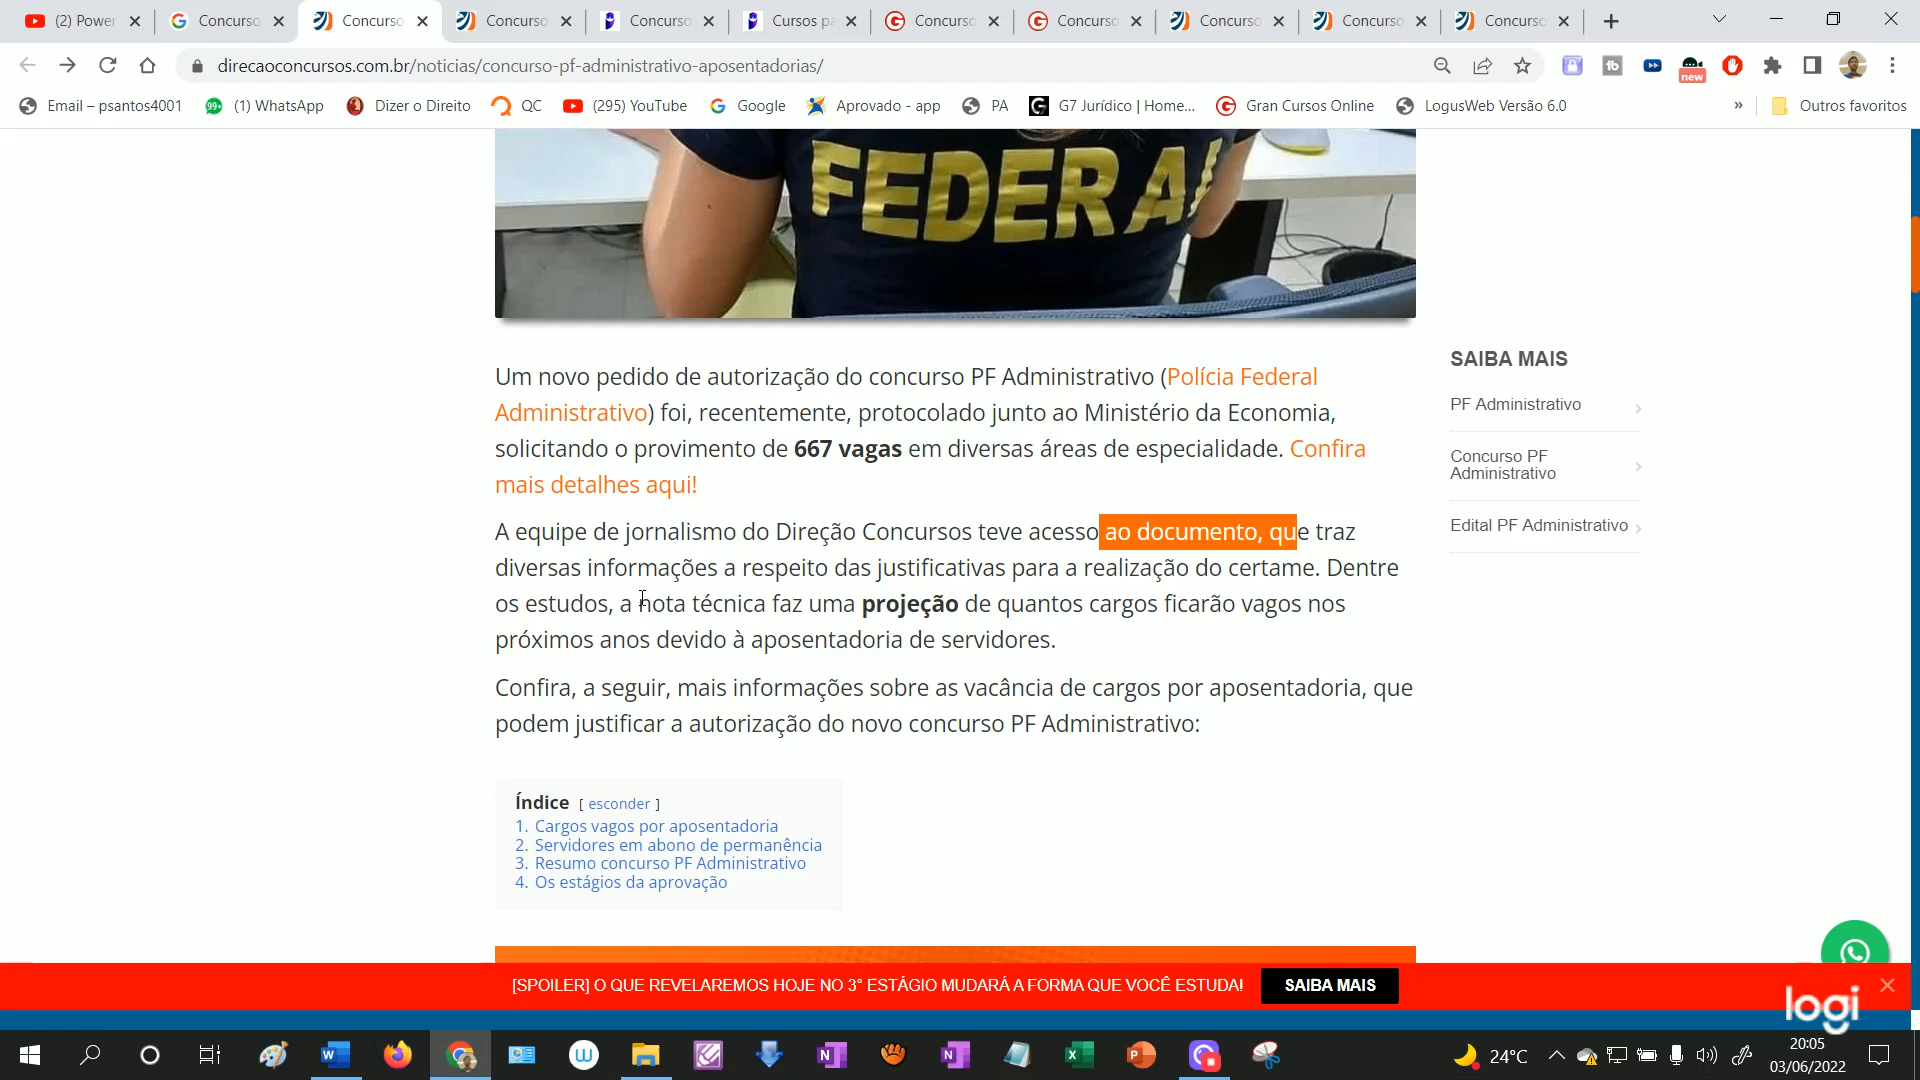 (2) Power
Concurso
Concurso
Concurso
Concurso
Cursos pa
Concurso
Concurso
Concurso
Concurso
Concurso
direcaoconcursos.com.br/noticias/concurso-pf-administrativo-aposentadorias/
new
Email – psantos4001
99+
(1) WhatsApp
Dizer o Direito
QC
(295) YouTube
Google
Aprovado - app
PA
G7 Jurídico | Home...
Gran Cursos Online
LogusWeb Versão 6.0
»
Outros favoritos
FEDERAL
Um novo pedido de autorização do concurso PF Administrativo (Polícia Federal
Administrativo) foi, recentemente, protocolado junto ao Ministério da Economia,
solicitando o provimento de 667 vagas em diversas áreas de especialidade. Confira
mais detalhes aqui!
A equipe de jornalismo do Direção Concursos teve acesso ao documento, que traz
diversas informações a respeito das justificativas para a realização do certame. Dentre
os estudos, a nota técnica faz uma projeção de quantos cargos ficarão vagos nos
próximos anos devido à aposentadoria de servidores.
Confira, a seguir, mais informações sobre as vacância de cargos por aposentadoria, que
podem justificar a autorização do novo concurso PF Administrativo:
SAIBA MAIS
PF Administrativo
Concurso PF
Administrativo
Edital PF Administrativo
Índice [ esconder ]
1. Cargos vagos por aposentadoria
2. Servidores em abono de permanência
3. Resumo concurso PF Administrativo
4. Os estágios da aprovação
[SPOILER] O QUE REVELAREMOS HOJE NO 3° ESTÁGIO MUDARÁ A FORMA QUE VOCÊ ESTUDA!
SAIBA MAIS
logi
24°C
20:05
03/06/2022